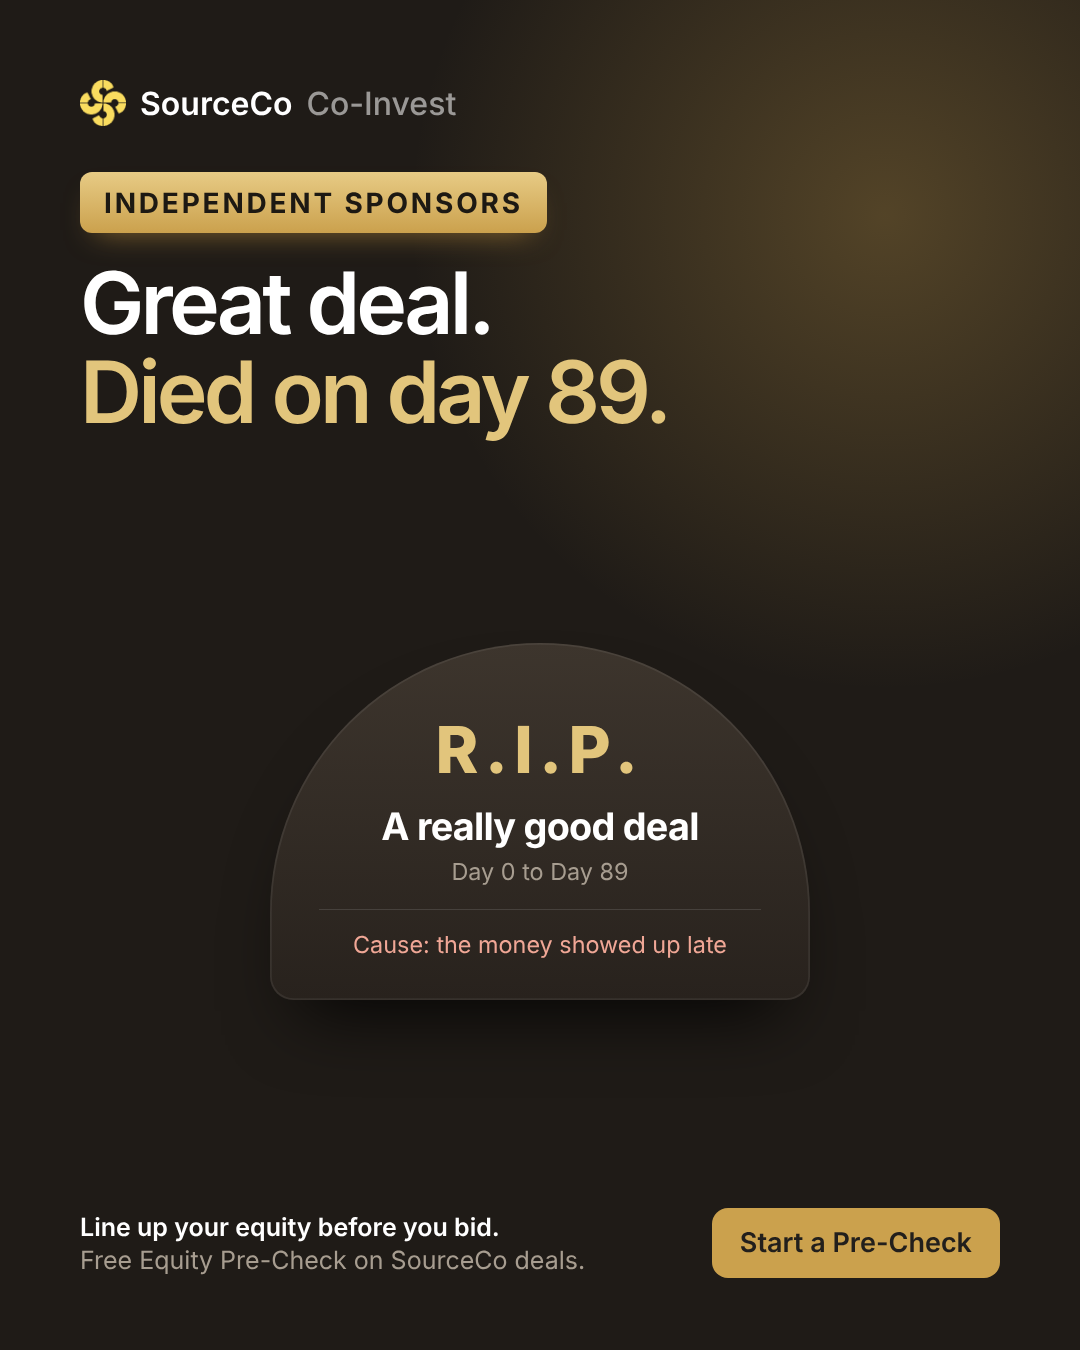 SourceCo Co-Invest
INDEPENDENT SPONSORS
Great deal.
Died on day 89.
R.I.P.
A really good deal
Day 0 to Day 89
Cause: the money showed up late
Line up your equity before you bid.
Free Equity Pre-Check on SourceCo deals.
Start a Pre-Check